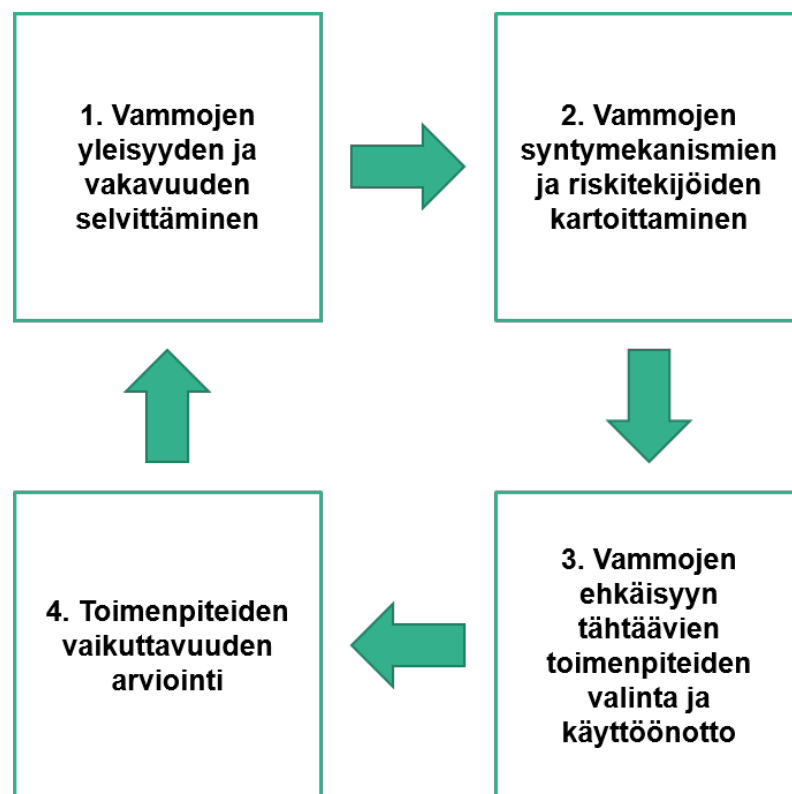 1. Vammojen
yleisyyden ja
vakavuuden
selvittäminen
2. Vammojen
syntymekanismien
ja riskitekijöiden
kartoittaminen
3. Vammojen
ehkäisyyn
tähtäävien
toimenpiteiden
valinta ja
käyttöönotto
4. Toimenpiteiden
vaikuttavuuden
arviointi